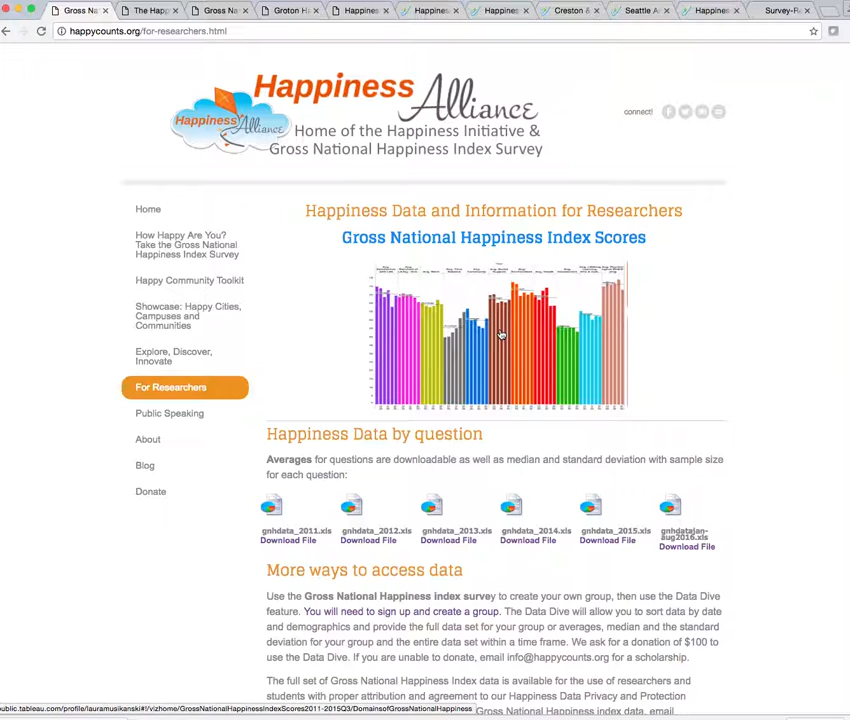 Gross Na
The Happ
Gross Na
Groton H
Happines
Happines
Happines
Creston &
Seattle A
Happines
Survey-R
happycounts.org/for-researchers.html
Happiness Alliance
Happiness Alliance
Home of the Happiness Initiative &
Gross National Happiness Index Survey
connect!
Home
How Happy Are You?
Take the Gross National
Happiness Index Survey
Happy Community Toolkit
Showcase: Happy Cities,
Campuses and
Communities
Explore, Discover,
Innovate
For Researchers
Public Speaking
About
Blog
Donate
Happiness Data and Information for Researchers
Gross National Happiness Index Scores
Happiness Data by question
Averages for questions are downloadable as well as median and standard deviation with sample size
for each question:
gnhdata_2011.xls
Download File
gnhdata_2012.xls
Download File
gnhdata_2013.xls
Download File
gnhdata_2014.xls
Download File
gnhdata_2015.xls
Download File
gnhdatajan-
aug2016.xls
Download File
More ways to access data
Use the Gross National Happiness index survey to create your own group, then use the Data Dive
feature. You will need to sign up and create a group. The Data Dive will allow you to sort data by date
and demographics and provide the full data set for your group or averages, median and the standard
deviation for your group and the entire data set within a time frame. We ask for a donation of $100 to
use the Data Dive. If you are unable to donate, email info@happycounts.org for a scholarship.
The full set of Gross National Happiness Index data is available for the use of researchers and
students with proper attribution and agreement to our Happiness Data Privacy and Protection
Gross National Happiness Index data, email
public.tableau.com/profile/lauramusikanski#!/vizhome/GrossNationalHappinessIndexScores2011-2015Q3/DomainsofGrossNationalHappiness